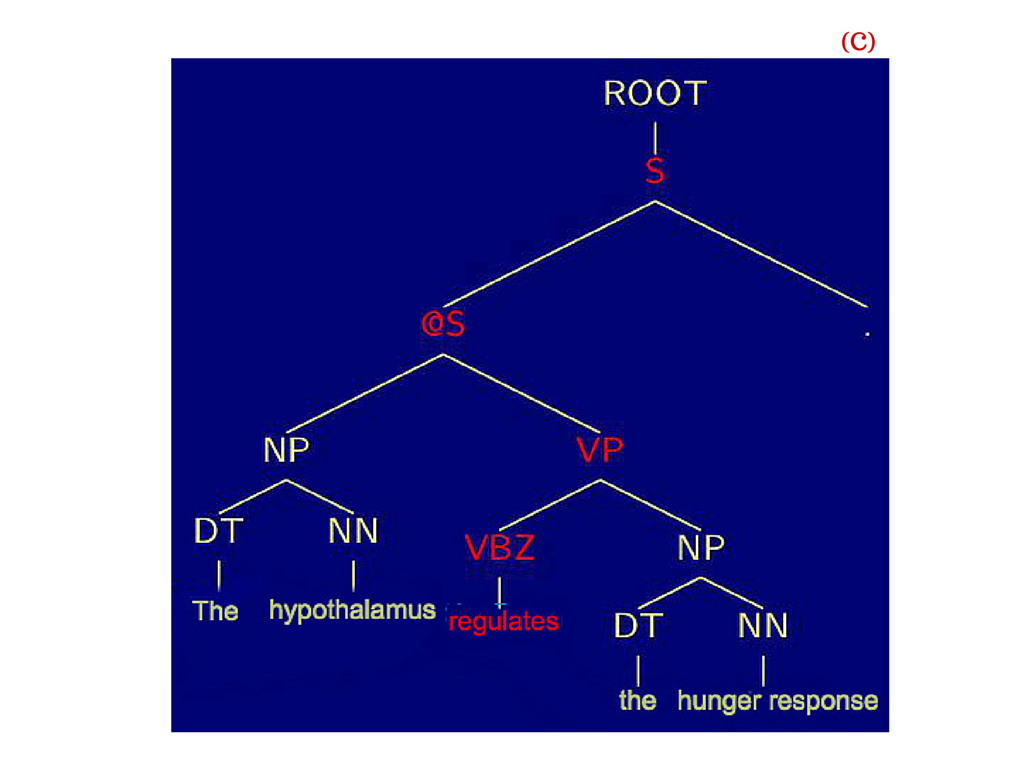 (C)
ROOT
S
@S .
NP VP
DT NN VBZ NP
The hypothalamus regulates DT NN
the hunger response